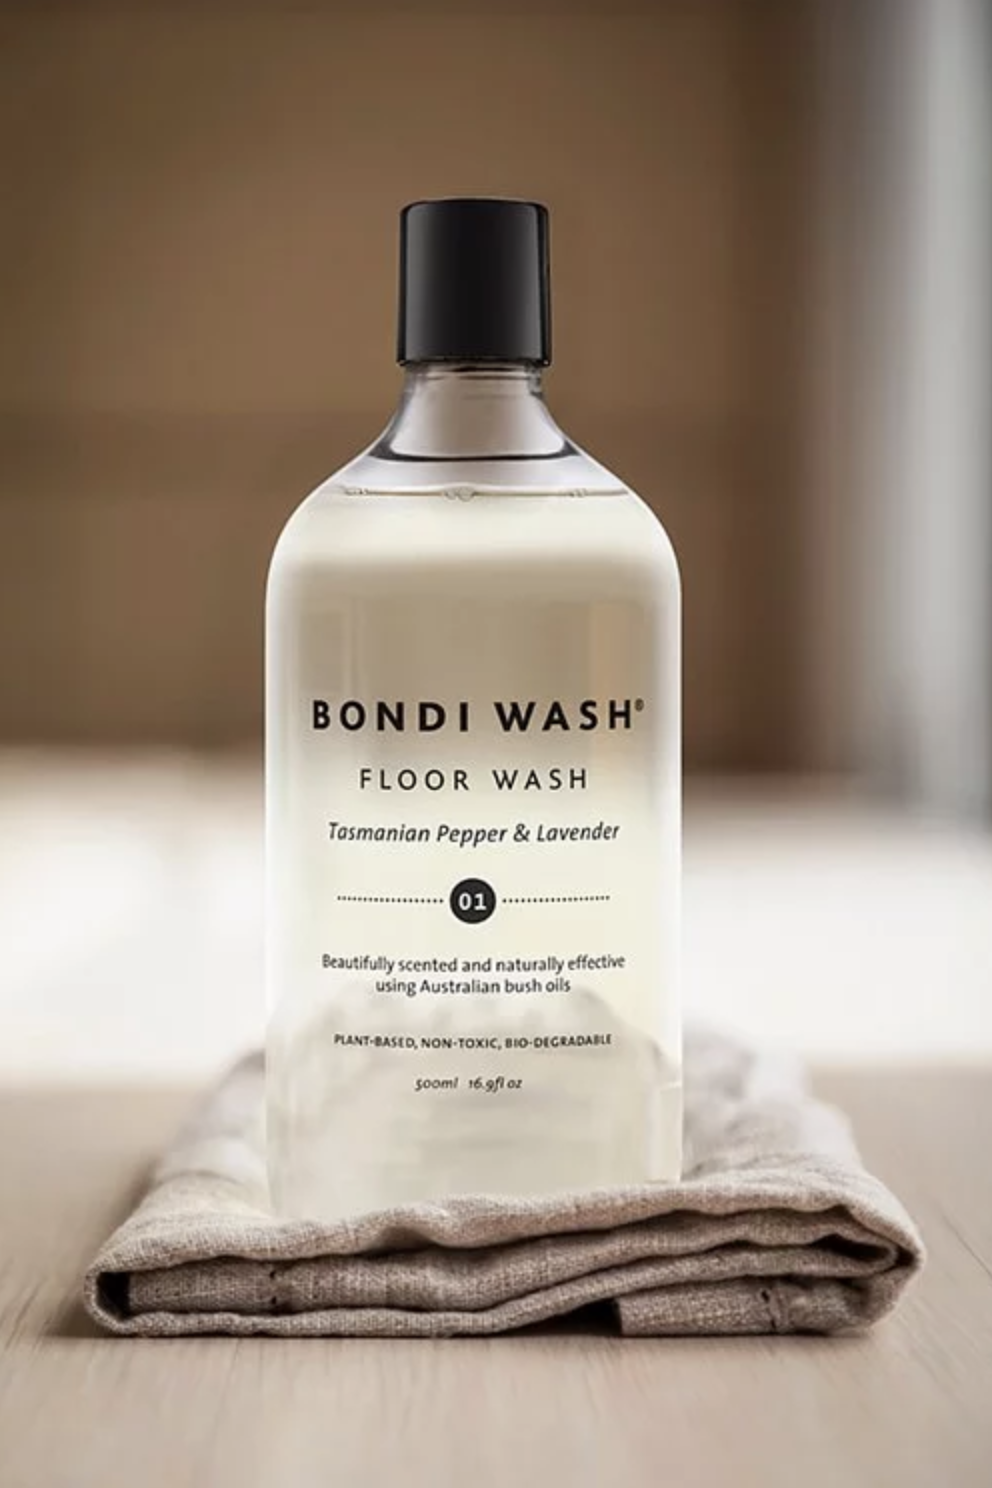 BONDI WASH®
FLOOR WASH
Tasmanian Pepper & Lavender
01
Beautifully scented and naturally effective
using Australian bush oils
PLANT-BASED, NON-TOXIC, BIO-DEGRADABLE
500ml 16.9fl oz